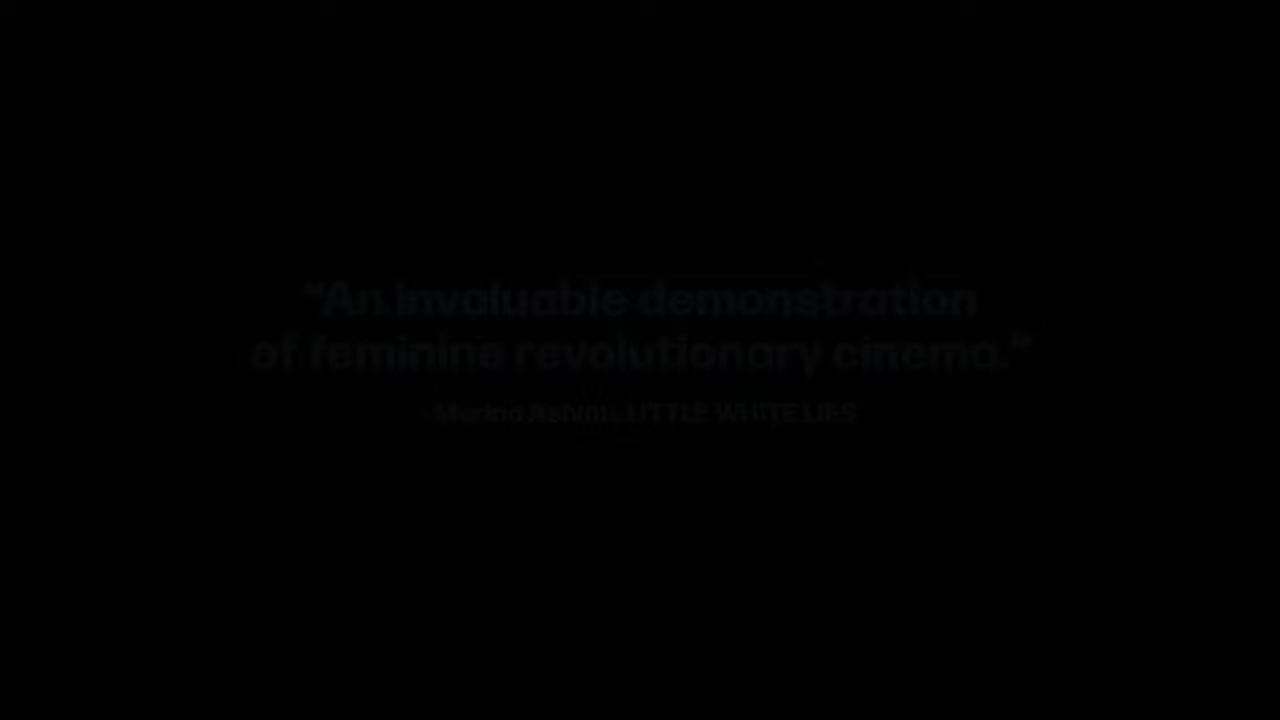 “An invaluable demonstration
of feminine revolutionary cinema.”
- Marina Ashioti, LITTLE WHITE LIES